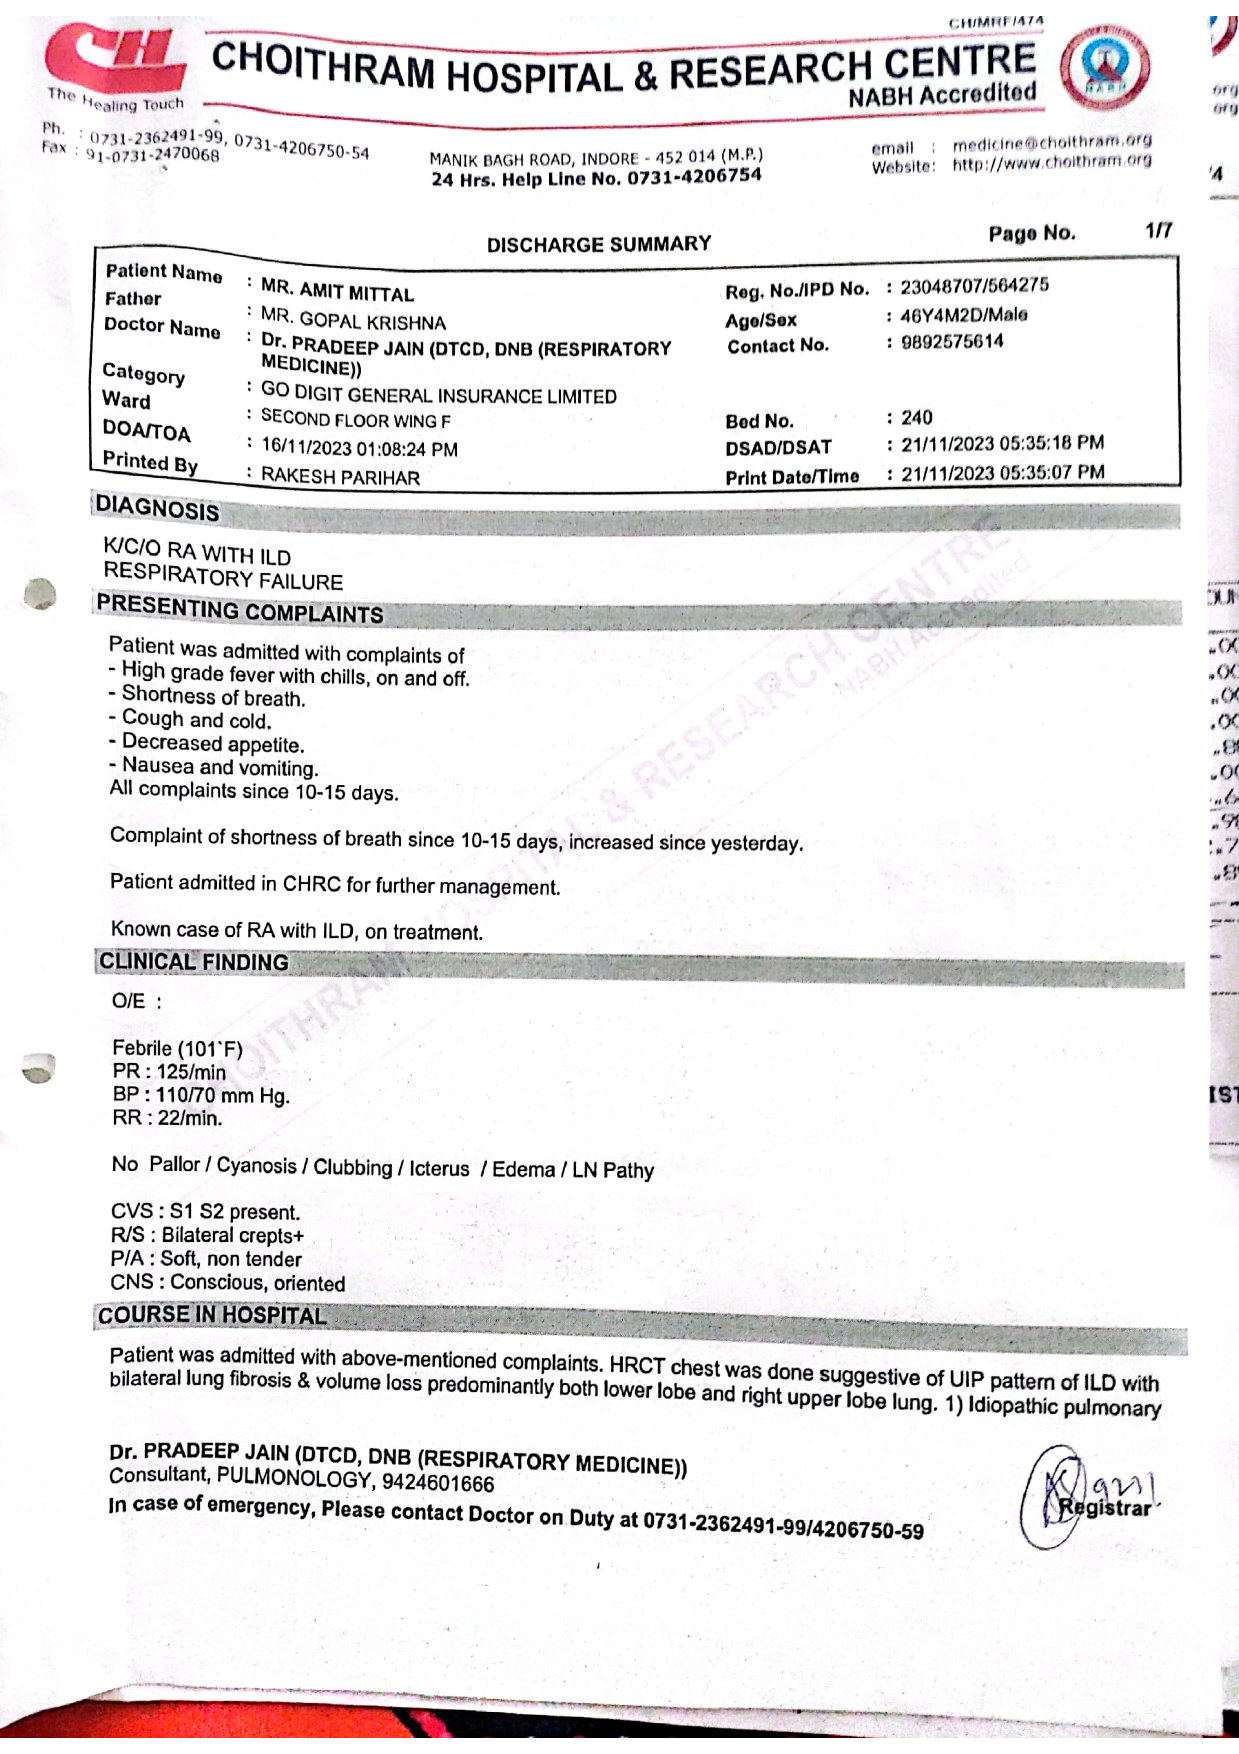 CH/MRF/474
CH
The Healing Touch
CHOITHRAM HOSPITAL & RESEARCH CENTRE
NABH Accredited
NABH
Ph. : 0731-2362491-99, 0731-4206750-54
Fax : 91-0731-2470068
MANIK BAGH ROAD, INDORE - 452 014 (M.P.)
24 Hrs. Help Line No. 0731-4206754
email : medicine@choithram.org
Website: http://www.choithram.org
DISCHARGE SUMMARY
Page No. 1/7
Patient Name : MR. AMIT MITTAL Reg. No./IPD No. : 23048707/564275
Father : MR. GOPAL KRISHNA Age/Sex : 46Y4M2D/Male
Doctor Name : Dr. PRADEEP JAIN (DTCD, DNB (RESPIRATORY MEDICINE)) Contact No. : 9892575614
Category : GO DIGIT GENERAL INSURANCE LIMITED
Ward : SECOND FLOOR WING F Bed No. : 240
DOA/TOA : 16/11/2023 01:08:24 PM DSAD/DSAT : 21/11/2023 05:35:18 PM
Printed By : RAKESH PARIHAR Print Date/Time : 21/11/2023 05:35:07 PM
DIAGNOSIS
K/C/O RA WITH ILD
RESPIRATORY FAILURE
PRESENTING COMPLAINTS
Patient was admitted with complaints of
- High grade fever with chills, on and off.
- Shortness of breath.
- Cough and cold.
- Decreased appetite.
- Nausea and vomiting.
All complaints since 10-15 days.
Complaint of shortness of breath since 10-15 days, increased since yesterday.
Patient admitted in CHRC for further management.
Known case of RA with ILD, on treatment.
CLINICAL FINDING
O/E :
Febrile (101`F)
PR : 125/min
BP : 110/70 mm Hg.
RR : 22/min.
No Pallor / Cyanosis / Clubbing / Icterus / Edema / LN Pathy
CVS : S1 S2 present.
R/S : Bilateral crepts+
P/A : Soft, non tender
CNS : Conscious, oriented
COURSE IN HOSPITAL
Patient was admitted with above-mentioned complaints. HRCT chest was done suggestive of UIP pattern of ILD with
bilateral lung fibrosis & volume loss predominantly both lower lobe and right upper lobe lung. 1) Idiopathic pulmonary
Dr. PRADEEP JAIN (DTCD, DNB (RESPIRATORY MEDICINE))
Consultant, PULMONOLOGY, 9424601666
In case of emergency, Please contact Doctor on Duty at 0731-2362491-99/4206750-59
Registrar
CHOITHRAM HOSPITAL & RESEARCH CENTRE
NABH Accredited